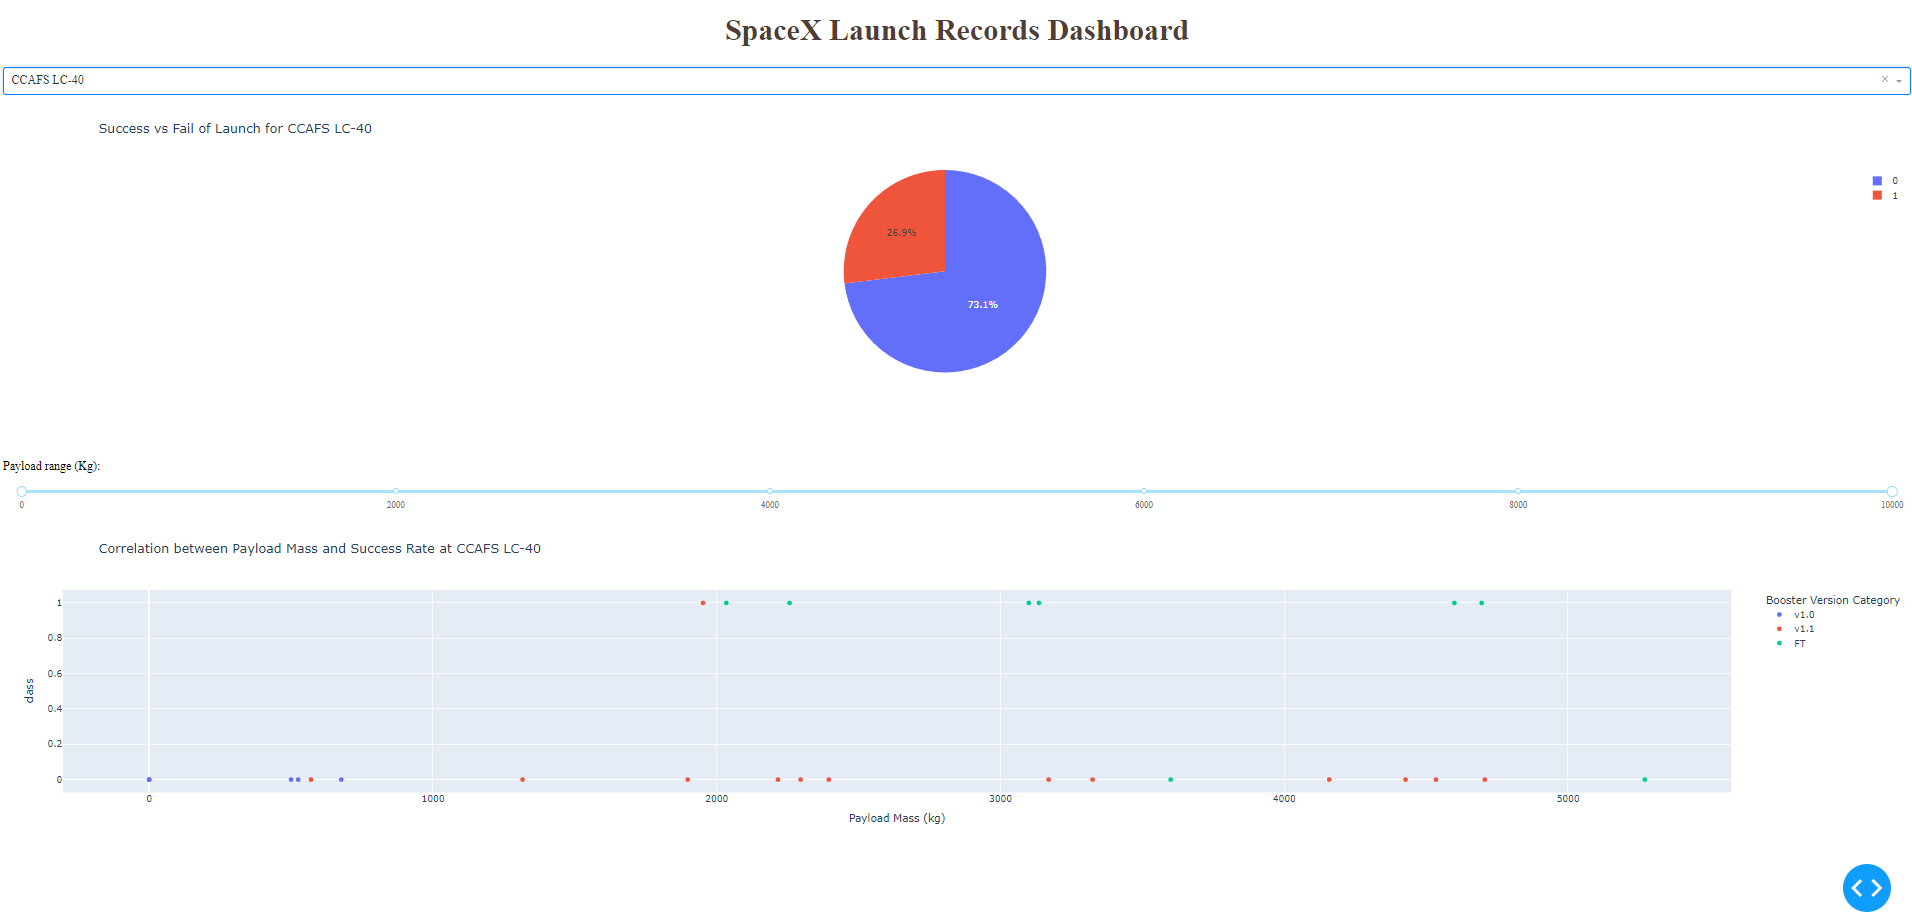 SpaceX Launch Records Dashboard
CCAFS LC-40
×
Success vs Fail of Launch for CCAFS LC-40
0
1
26.9%
73.1%
Payload range (Kg):
0 2000 4000 6000 8000 10000
Correlation between Payload Mass and Success Rate at CCAFS LC-40
Booster Version Category
v1.0
v1.1
FT
1
0.8
0.6
0.4
0.2
0
class
0 1000 2000 3000 4000 5000
Payload Mass (kg)